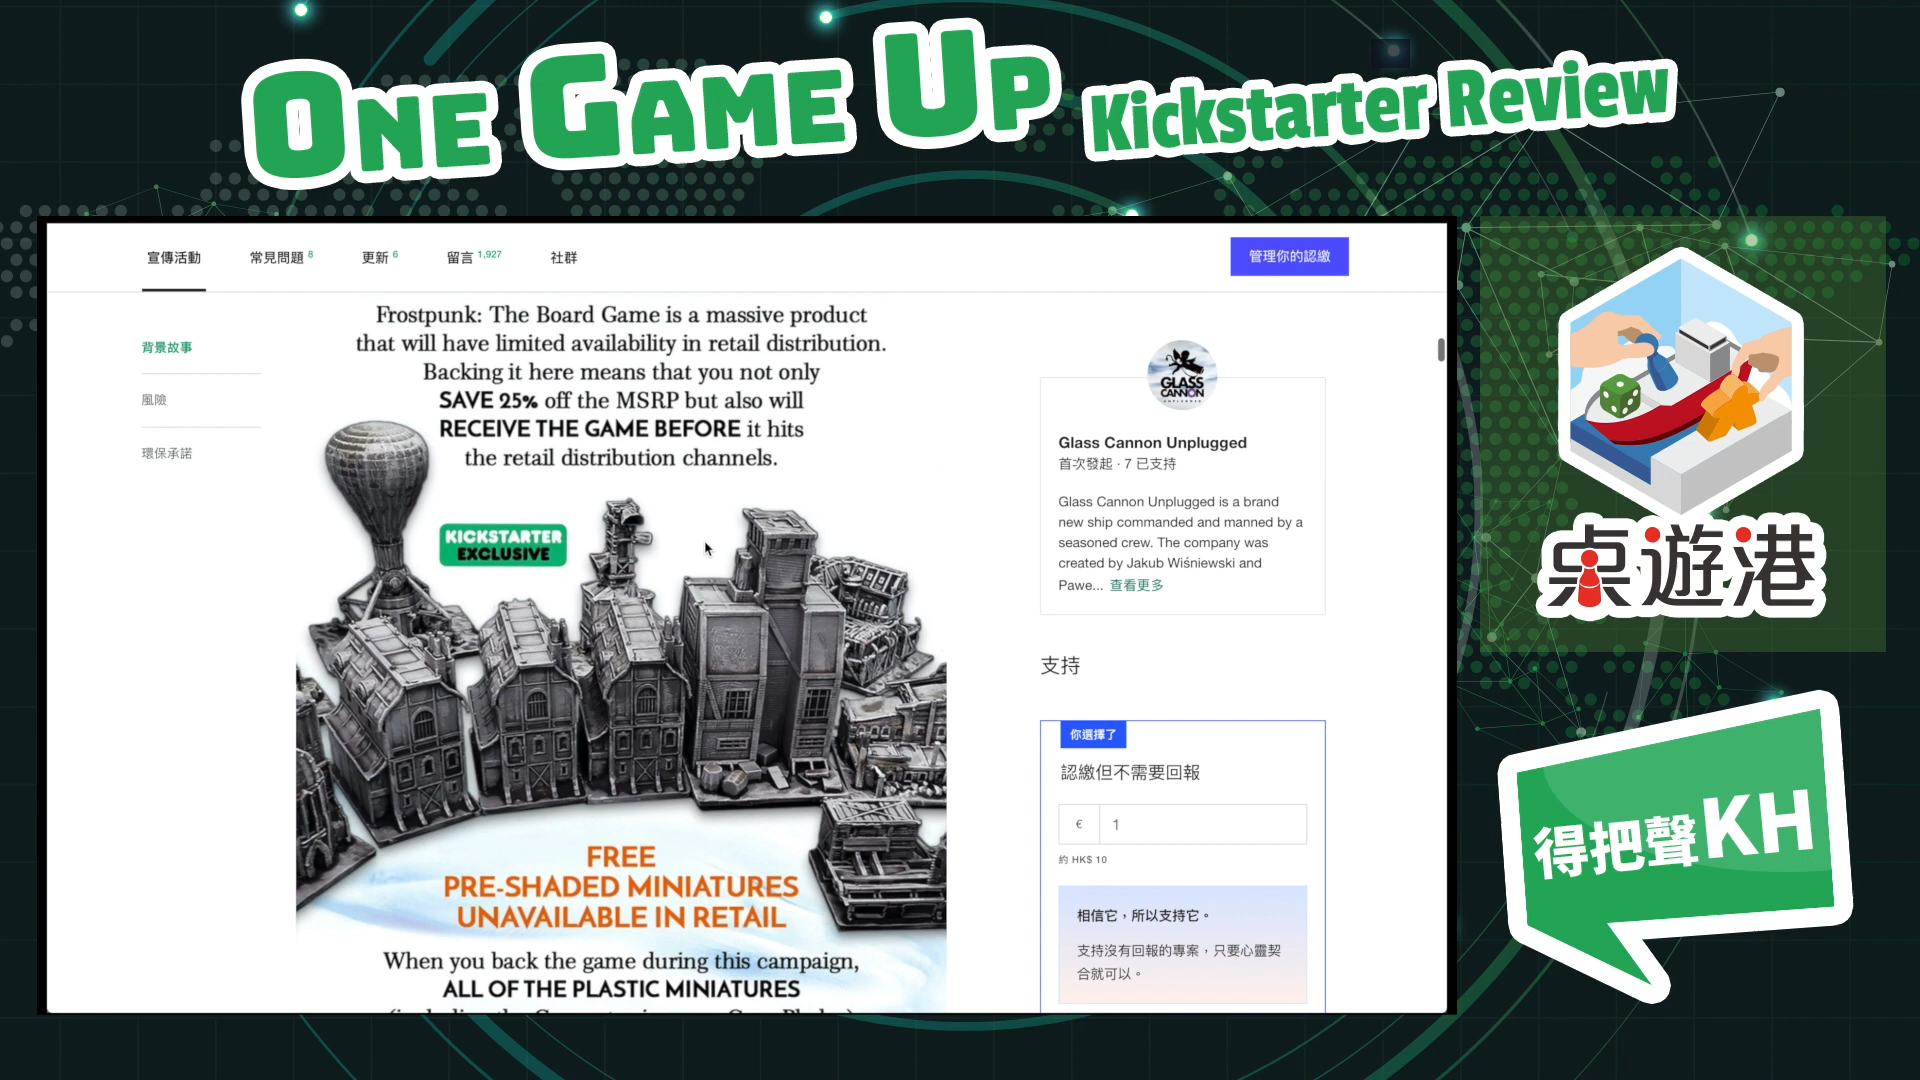 ONE GAME UP Kickstarter Review
宣傳活動
常見問題 8
更新 6
留言 1,927
社群
管理你的認繳
背景故事
風險
環保承諾
Frostpunk: The Board Game is a massive product
that will have limited availability in retail distribution.
Backing it here means that you not only
SAVE 25% off the MSRP but also will
RECEIVE THE GAME BEFORE it hits
the retail distribution channels.
KICKSTARTER
EXCLUSIVE
FREE
PRE-SHADED MINIATURES
UNAVAILABLE IN RETAIL
When you back the game during this campaign,
ALL OF THE PLASTIC MINIATURES
GLASS
CANNON
UNPLUGGED
Glass Cannon Unplugged
首次發起 · 7 已支持
Glass Cannon Unplugged is a brand
new ship commanded and manned by a
seasoned crew. The company was
created by Jakub Wiśniewski and
Pawe... 查看更多
支持
你選擇了
認繳但不需要回報
€ 1
約 HK$ 10
相信它，所以支持它。
支持沒有回報的專案，只要心靈契
合就可以。
桌遊港
得把聲KH